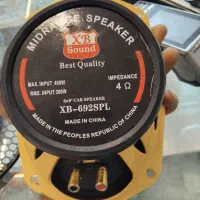 MIDRANGE SPEAKER
XB
Sound
Best Quality
MAX. INPUT 400W
RMS. INPUT 300W
IMPEDANCE
4 Ω
6x9" CAR SPEAKER
XB-692SPL
MADE IN CHINA
MADE IN THE PEOPLES REPUBLIC OF CHINA